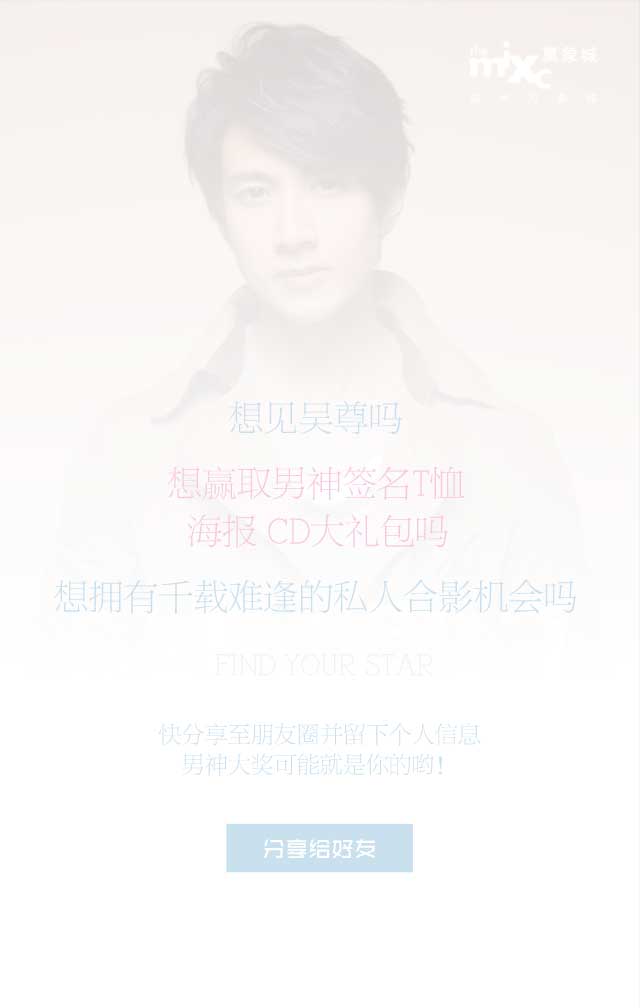 the
mixc 萬象城
想见吴尊吗
想赢取男神签名T恤
海报 CD大礼包吗
想拥有千载难逢的私人合影机会吗
FIND YOUR STAR
快分享至朋友圈并留下个人信息
男神大奖可能就是你的哟！
分享给好友